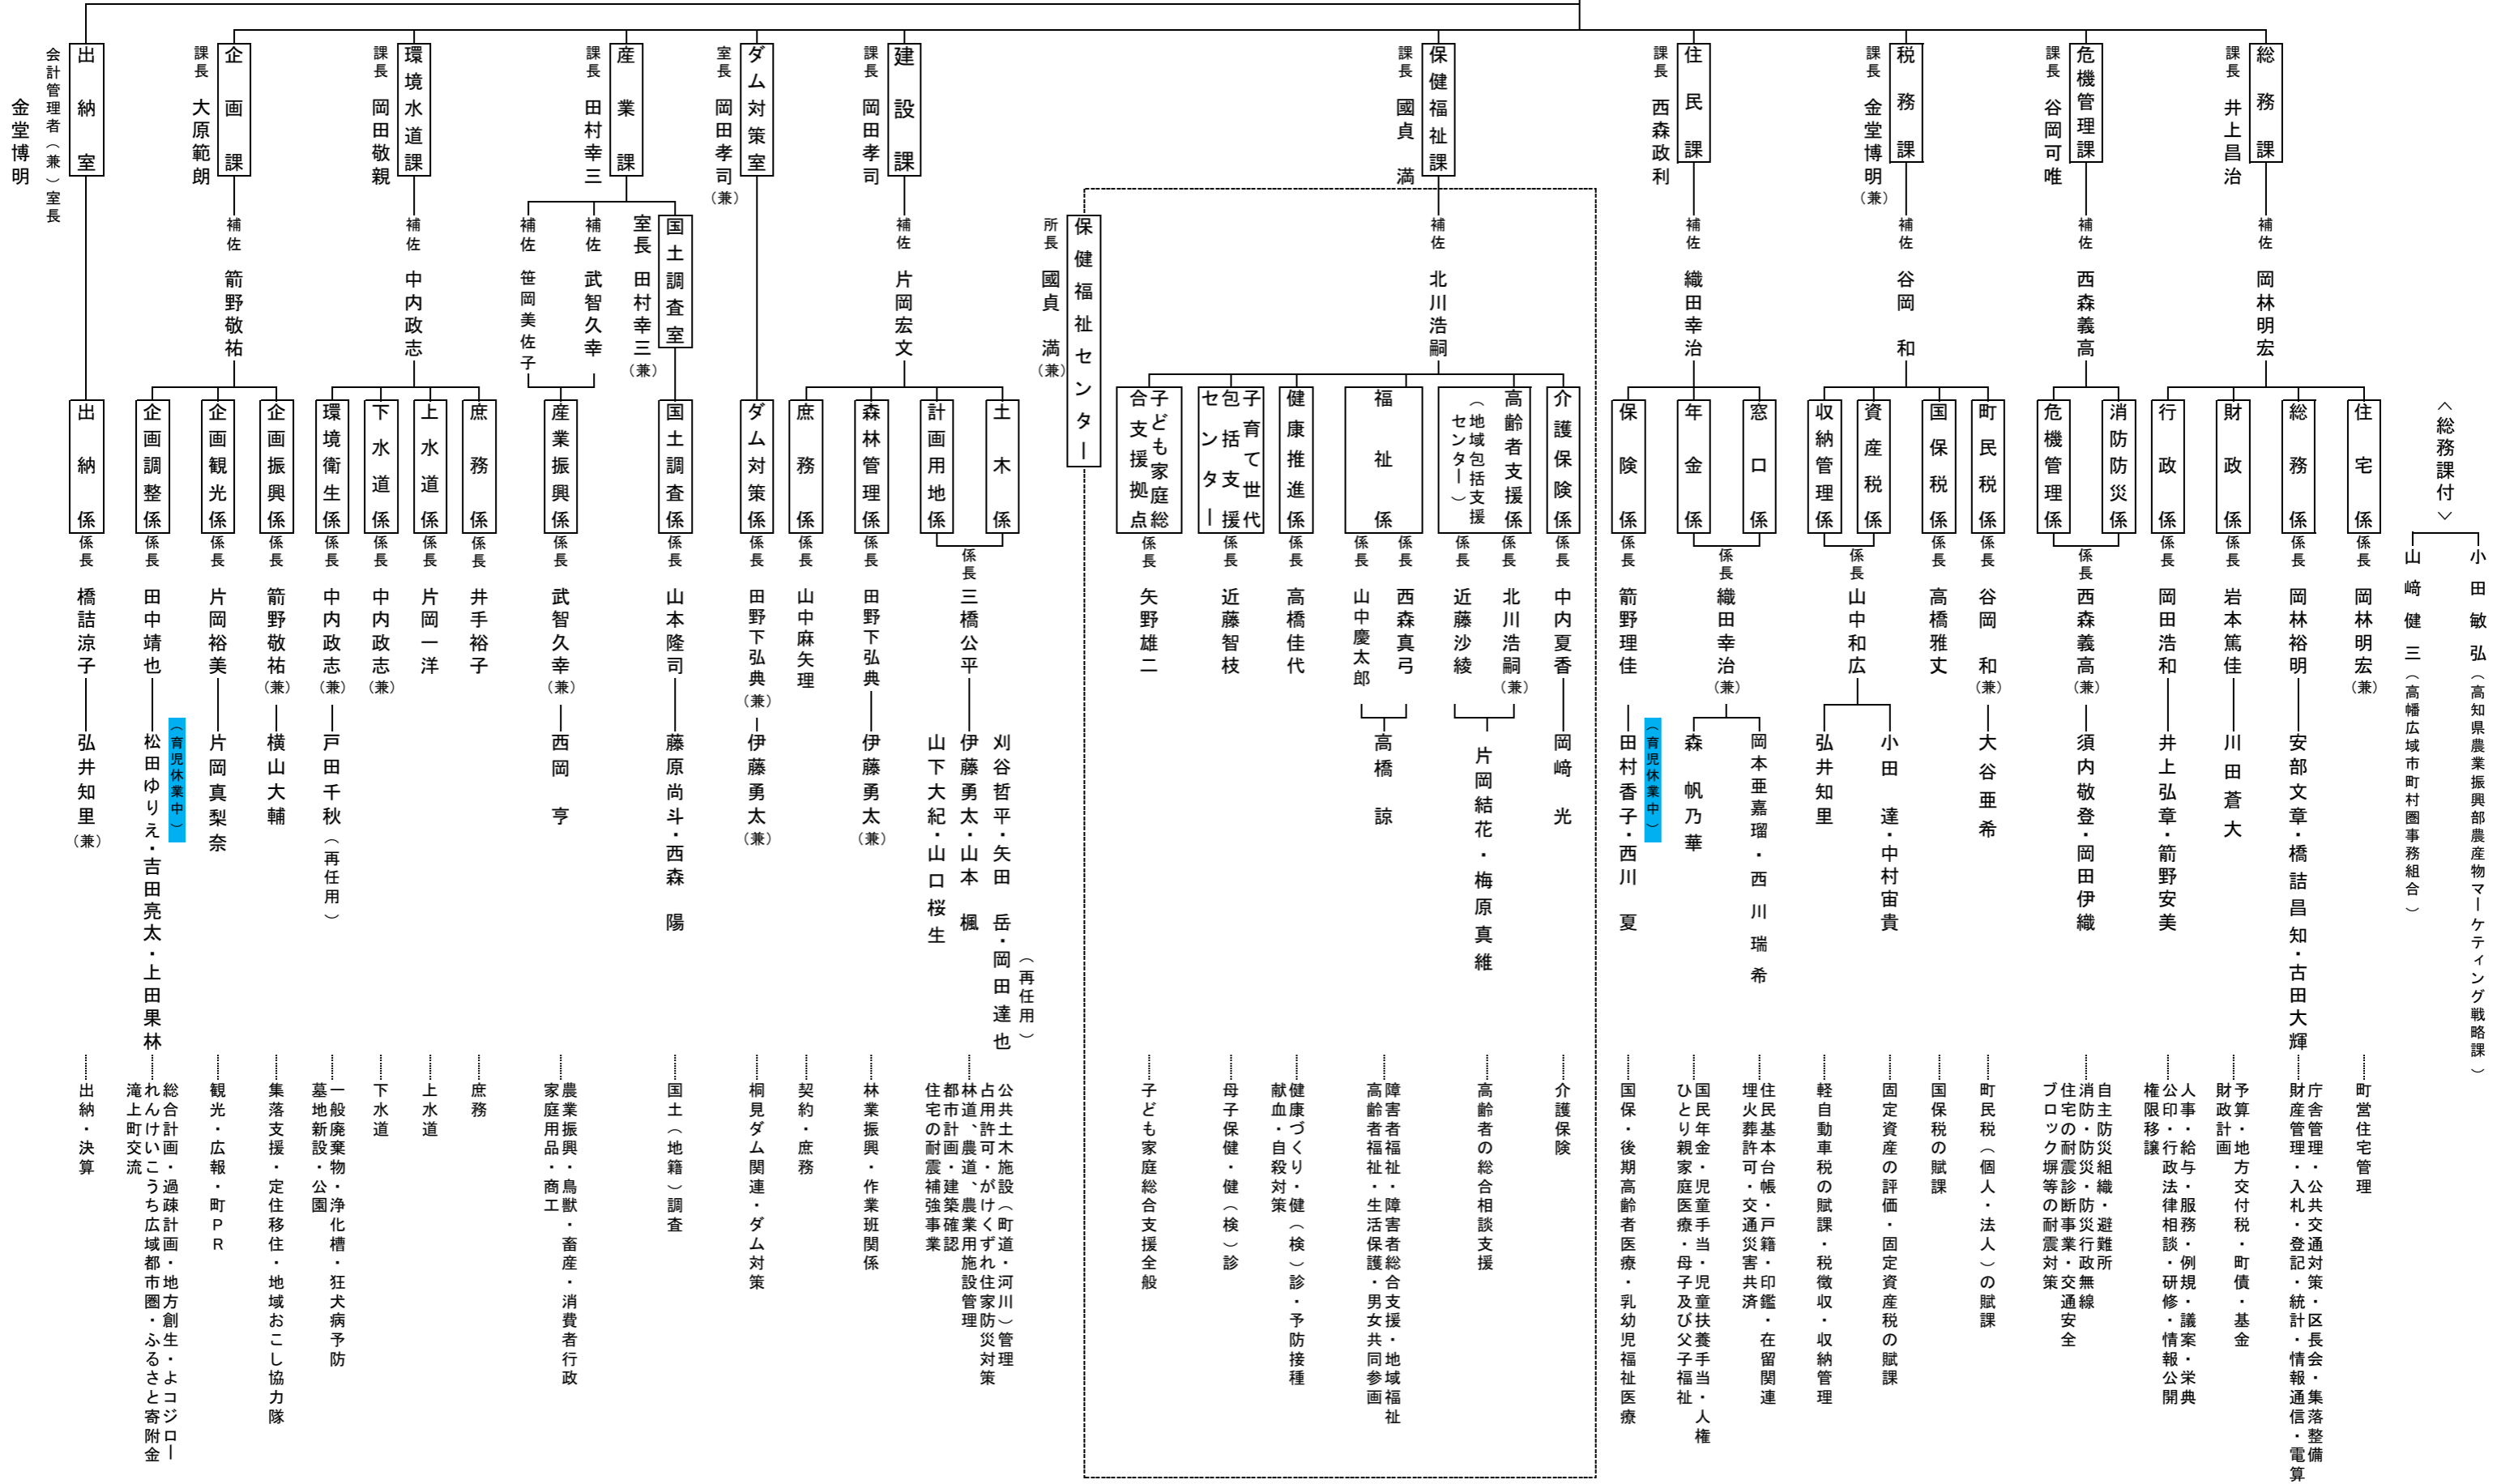 〈総務課付〉
小田敏弘（高知県農業振興部農産物マーケティング戦略課）
山﨑健三（高幡広域市町村圏事務組合）
総務課
課長 井上昌治
補佐 岡林明宏
住宅係
係長 岡林明宏（兼）
町営住宅管理
総務係
係長 岡林裕明
安部文章・橋詰昌知・古田大輝
庁舎管理・公共交通対策・区長会・集落整備
財産管理・入札・登記・統計・情報通信・電算
財政係
係長 岩本篤佳
川田蒼大
予算・地方交付税・町債・基金
財政計画
行政係
係長 岡田浩和
井上弘章・箭野安美
人事・給与・服務・例規・議案・栄典
公印・行政法律相談・研修・情報公開
権限移譲
危機管理課
課長 谷岡可唯
補佐 西森義高
消防防災係
危機管理係
係長 西森義高（兼）
須内敬登・岡田伊織
自主防災組織・避難所
消防・防災・防災行政無線
住宅の耐震診断事業・交通安全
ブロック塀等の耐震対策
税務課
課長 金堂博明（兼）
補佐 谷岡 和
町民税係
係長 谷岡 和（兼）
大谷亜希
町民税（個人・法人）の賦課
国保税係
係長 高橋雅丈
国保税の賦課
資産税係
収納管理係
係長 山中和広
小田 達・中村宙貴
固定資産の評価・固定資産税の賦課
弘井知里
軽自動車税の賦課・税徴収・収納管理
住民課
課長 西森政利
補佐 織田幸治
窓口係
年金係
係長 織田幸治（兼）
岡本亜嘉瑠・西川瑞希
住民基本台帳・戸籍・印鑑・在留関連
埋火葬許可・交通災害共済
森 帆乃華
国民年金・児童手当・児童扶養手当・人権
ひとり親家庭医療・母子及び父子福祉
保険係
係長 箭野理佳
（育児休業中）
田村香子・西川 夏
国保・後期高齢者医療・乳幼児福祉医療
保健福祉課
課長 國貞 満
補佐 北川浩嗣
介護保険係
係長 中内夏香
岡﨑 光
介護保険
高齢者支援係
（地域包括支援
センター）
係長 北川浩嗣（兼）
係長 近藤沙綾
片岡結花・梅原真維
高齢者の総合相談支援
福祉係
係長 西森真弓
係長 山中慶太郎
高橋 諒
障害者福祉・障害者総合支援・地域福祉
高齢者福祉・生活保護・男女共同参画
健康推進係
係長 高橋佳代
健康づくり・健（検）診・予防接種
献血・自殺対策
子育て世代
包括支援
センター
係長 近藤智枝
母子保健・健（検）診
子ども家庭総
合支援拠点
係長 矢野雄二
子ども家庭総合支援全般
保健福祉センター
所長 國貞 満（兼）
建設課
課長 岡田孝司
補佐 片岡宏文
土木係
計画用地係
係長 三橋公平
刈谷哲平・矢田 岳・岡田達也（再任用）
伊藤勇太・山本 楓
山下大紀・山口桜生
公共土木施設（町道・河川）管理
占用許可・がけくずれ住家防災対策
林道、農道、農業用施設管理
都市計画・建築確認
住宅の耐震補強事業
森林管理係
係長 田野下弘典
伊藤勇太（兼）
林業振興・作業班関係
庶務係
係長 山中麻矢理
契約・庶務
ダム対策室
室長 岡田孝司（兼）
ダム対策係
係長 田野下弘典（兼）
伊藤勇太（兼）
桐見ダム関連・ダム対策
産業課
課長 田村幸三
国土調査室
室長 田村幸三（兼）
国土調査係
係長 山本隆司
藤原尚斗・西森 陽
国土（地籍）調査
補佐 武智久幸
補佐 笹岡美佐子
産業振興係
係長 武智久幸（兼）
西岡 亨
農業振興・鳥獣・畜産・消費者行政
家庭用品・商工
環境水道課
課長 岡田敬親
補佐 中内政志
庶務係
係長 井手裕子
庶務
上水道係
係長 片岡一洋
上水道
下水道係
係長 中内政志（兼）
下水道
環境衛生係
係長 中内政志（兼）
戸田千秋（再任用）
一般廃棄物・浄化槽・狂犬病予防
墓地新設・公園
企画課
課長 大原範朗
補佐 箭野敬祐
企画振興係
係長 箭野敬祐（兼）
横山大輔
集落支援・定住移住・地域おこし協力隊
企画観光係
係長 片岡裕美
片岡真梨奈
観光・広報・町ＰＲ
企画調整係
係長 田中靖也
（育児休業中）
松田ゆりえ・吉田亮太・上田果林
総合計画・過疎計画・地方創生・よコジロー
れんけいこうち広域都市圏・ふるさと寄附金
滝上町交流
出納室
会計管理者（兼）室長
金堂博明
出納係
係長 橋詰涼子
弘井知里（兼）
出納・決算